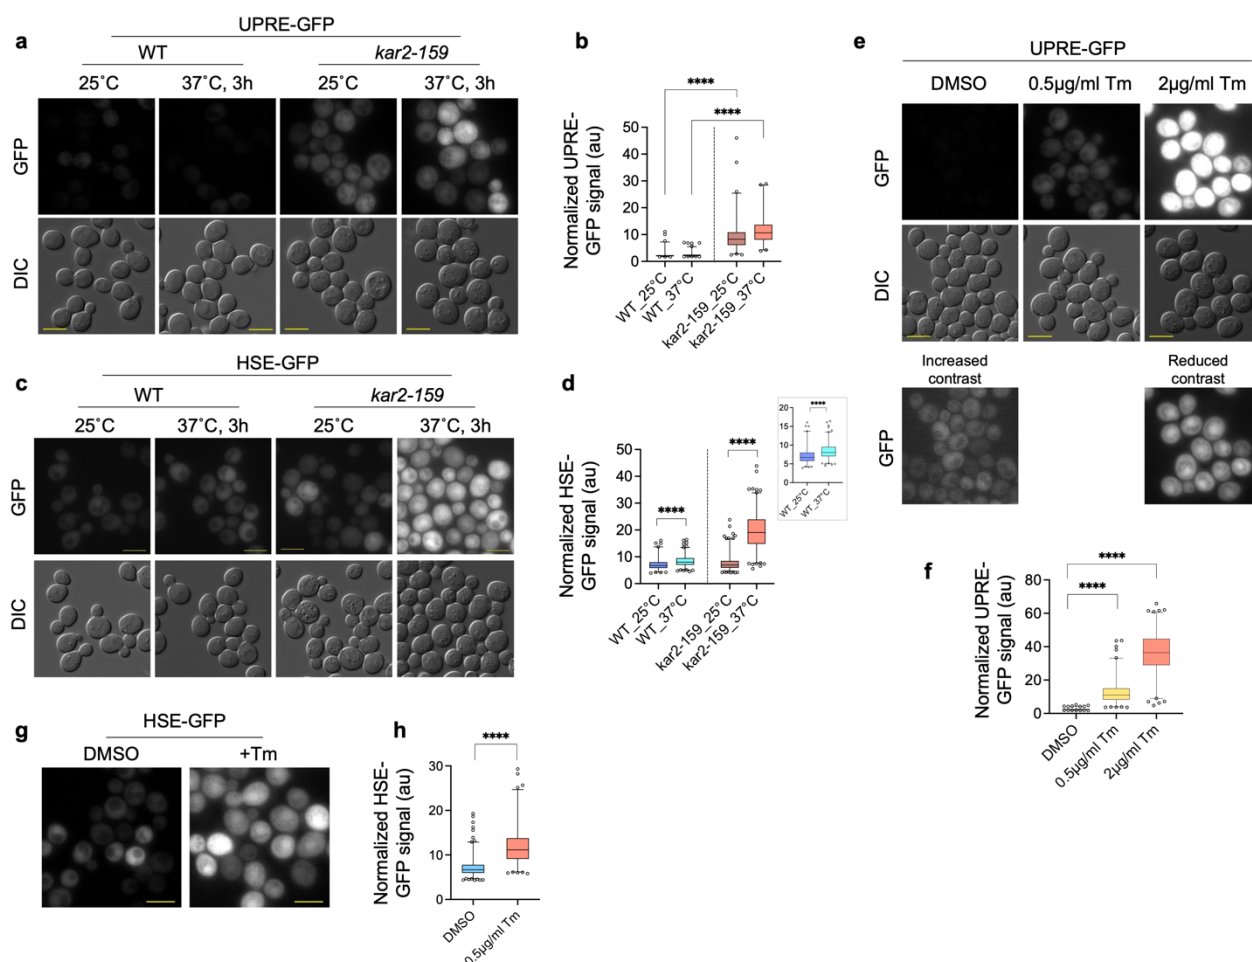 a
UPRE-GFP
WT
kar2-159
25˚C
37˚C, 3h
25˚C
37˚C, 3h
GFP
DIC
b
Normalized UPRE-
GFP signal (au)
50
40
30
20
10
0
****
****
WT_25°C
WT_37°C
kar2-159_25°C
kar2-159_37°C
c
HSE-GFP
WT
kar2-159
25˚C
37˚C, 3h
25˚C
37˚C, 3h
GFP
DIC
d
Normalized HSE-
GFP signal (au)
50
40
30
20
10
0
****
****
WT_25°C
WT_37°C
kar2-159_25°C
kar2-159_37°C
20
15
10
5
0
****
WT_25°C
WT_37°C
e
UPRE-GFP
DMSO
0.5µg/ml Tm
2µg/ml Tm
GFP
DIC
Increased
contrast
Reduced
contrast
GFP
f
Normalized UPRE-
GFP signal (au)
80
60
40
20
0
****
****
DMSO
0.5µg/ml Tm
2µg/ml Tm
g
HSE-GFP
DMSO
+Tm
h
Normalized HSE-
GFP signal (au)
30
20
10
0
****
DMSO
0.5µg/ml Tm